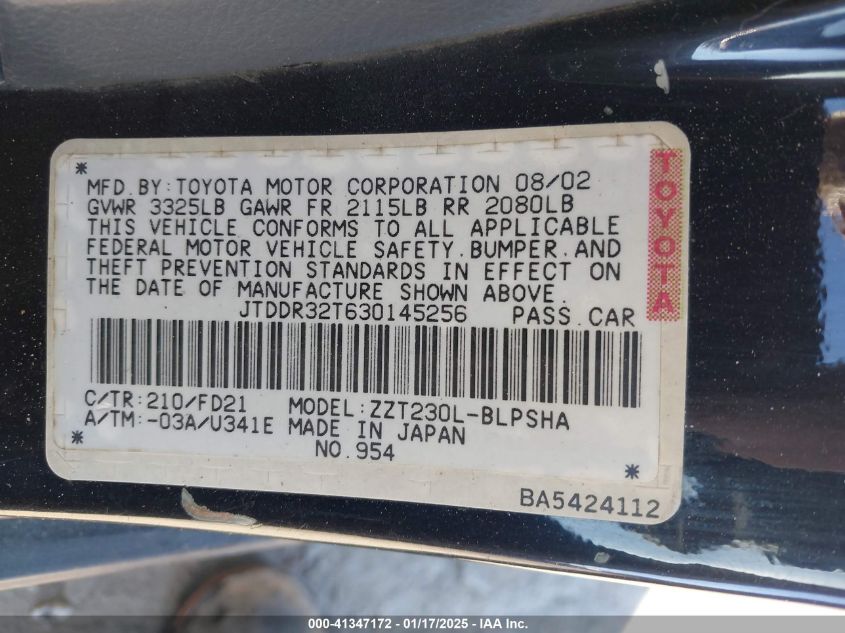 MFD.BY:TOYOTA MOTOR CORPORATION 08/02
GVWR 3325LB GAWR FR 2115LB RR 2080LB
THIS VEHICLE CONFORMS TO ALL APPLICABLE
FEDERAL MOTOR VEHICLE SAFETY.BUMPER.AND
THEFT PREVENTION STANDARDS IN EFFECT ON
THE DATE OF MANUFACTURE SHOWN ABOVE.
JTDDR32T630145256 PASS.CAR
C/TR:210/FD21 MODEL:ZZT230L-BLPSHA
A/TM:-03A/U341E MADE IN JAPAN
NO.954
BA5424112
TOYOTA
000-41347172 — 01/17/2025 — IAA Inc.